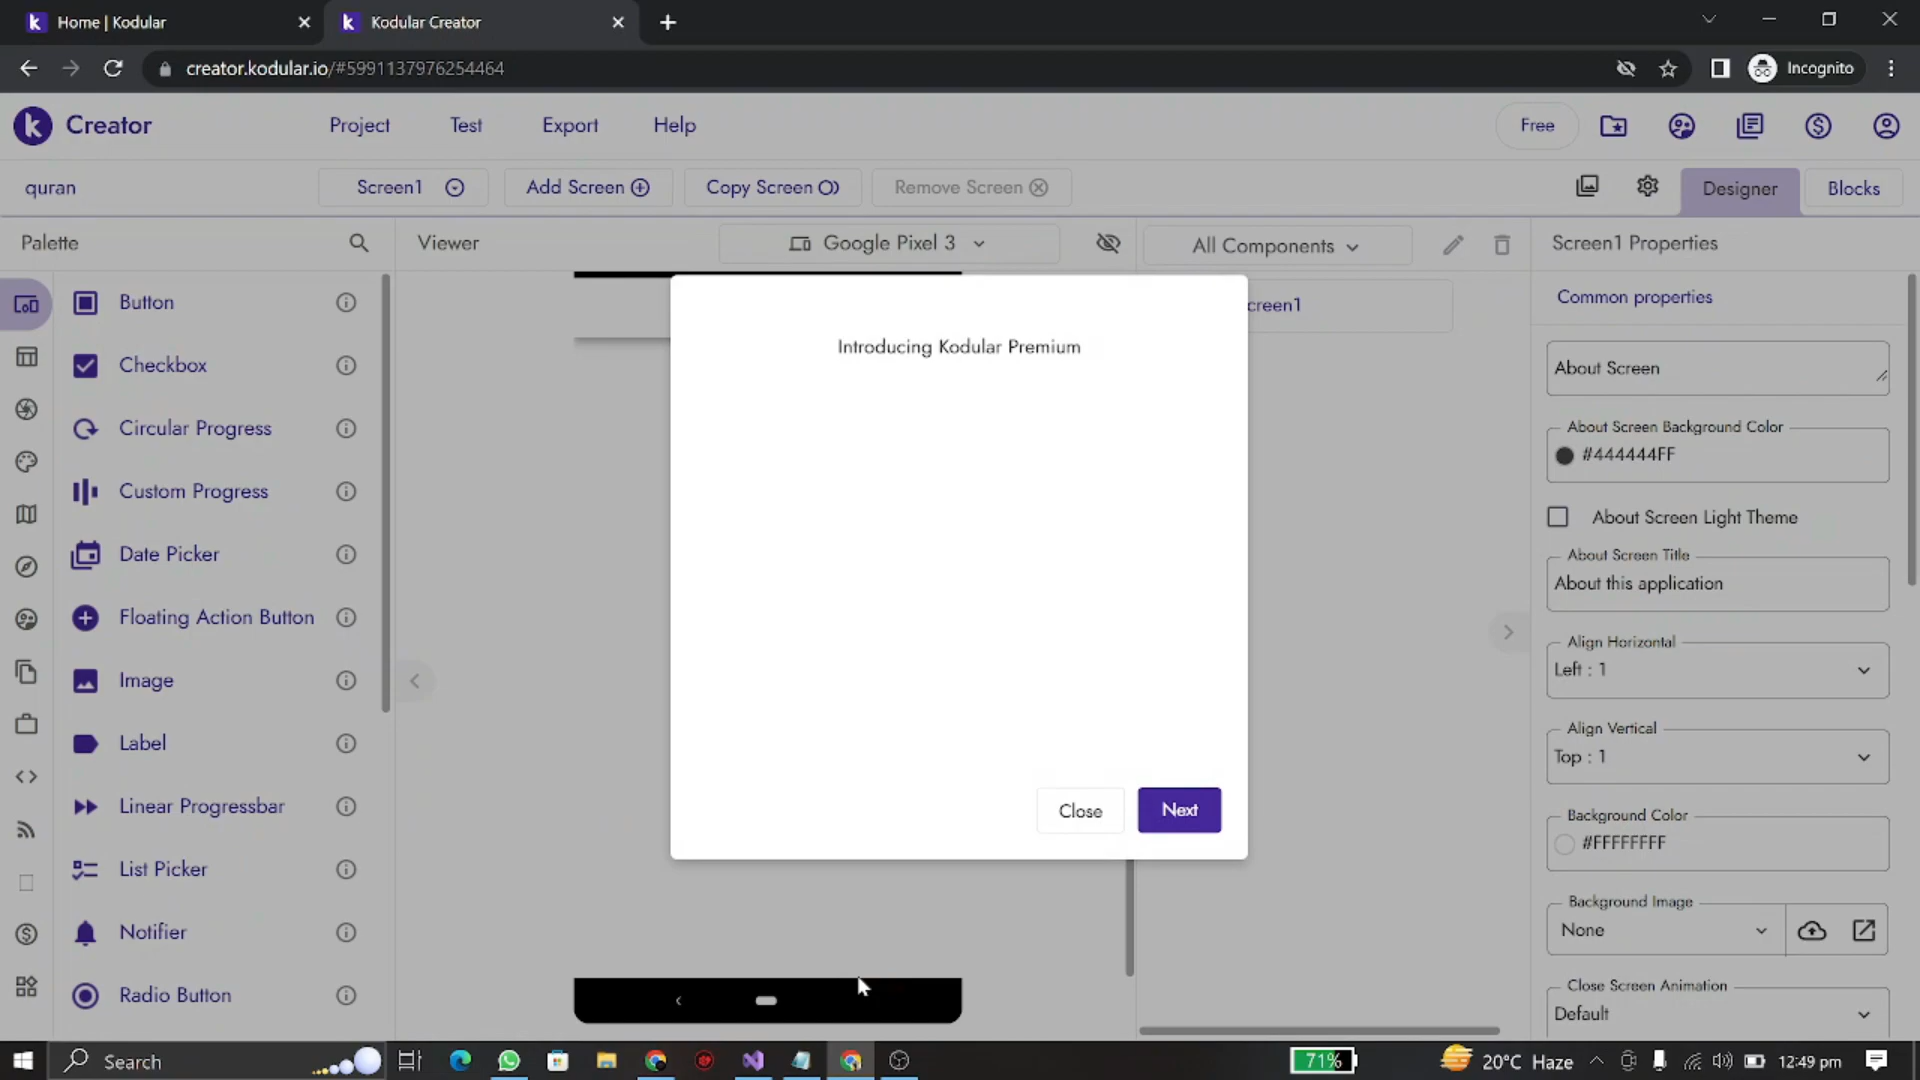 Home | Kodular
Kodular Creator
creator.kodular.io/#5991137976254464
Incognito
Creator
Project
Test
Export
Help
Free
quran
Screen1
Add Screen
Copy Screen
Remove Screen
Designer
Blocks
Palette
Viewer
Google Pixel 3
All Components
Screen1 Properties
Button
Checkbox
Circular Progress
Custom Progress
Date Picker
Floating Action Button
Image
Label
Linear Progressbar
List Picker
Notifier
Radio Button
creen1
Introducing Kodular Premium
Close
Next
Common properties
About Screen
About Screen Background Color
#444444FF
About Screen Light Theme
About Screen Title
About this application
Align Horizontal
Left : 1
Align Vertical
Top : 1
Background Color
#FFFFFFFF
Background Image
None
Close Screen Animation
Default
Search
71%
20°C Haze
12:49 pm